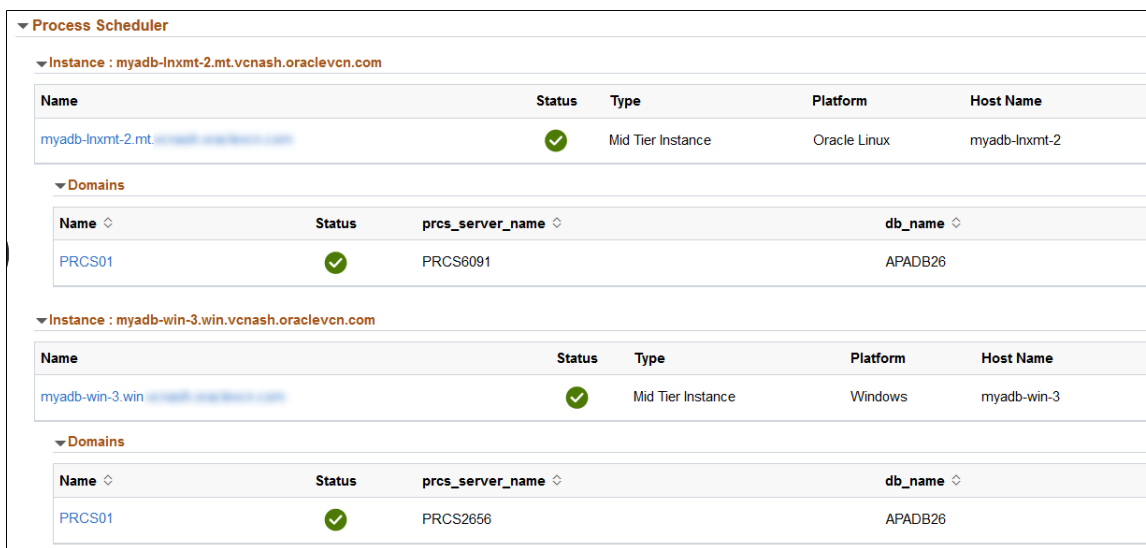 Process Scheduler
Instance : myadb-lnxmt-2.mt.vcnash.oraclevcn.com
Name Status Type Platform Host Name
myadb-lnxmt-2.mt. Mid Tier Instance Oracle Linux myadb-lnxmt-2
Domains
Name Status prcs_server_name db_name
PRCS01 PRCS6091 APADB26
Instance : myadb-win-3.win.vcnash.oraclevcn.com
Name Status Type Platform Host Name
myadb-win-3.win Mid Tier Instance Windows myadb-win-3
Domains
Name Status prcs_server_name db_name
PRCS01 PRCS2656 APADB26